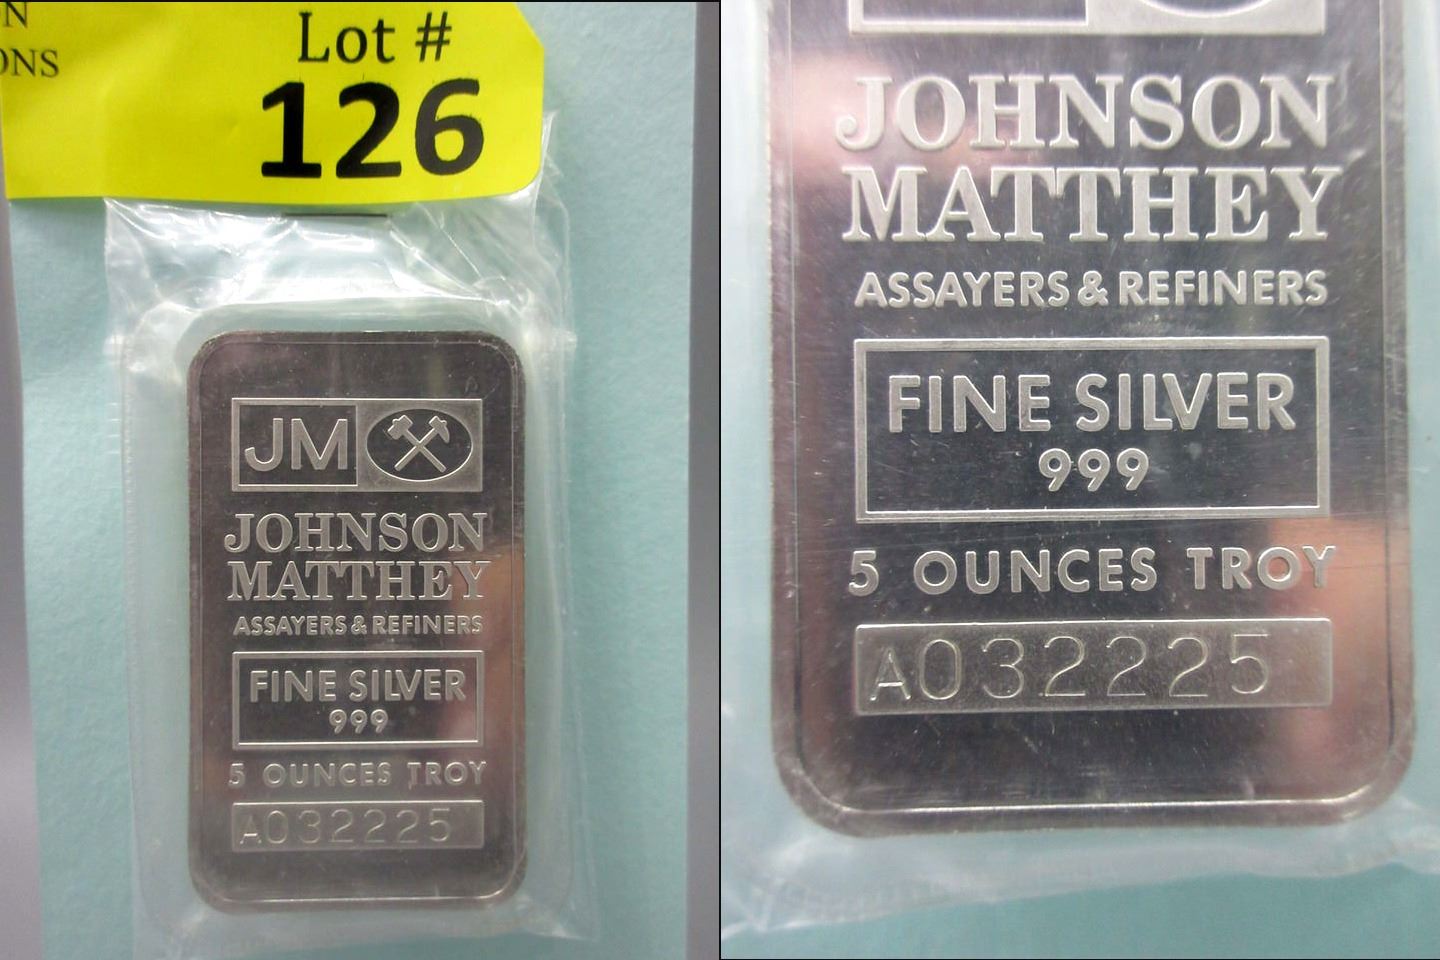 N
ONS
Lot #
126
JM
JOHNSON
MATTHEY
ASSAYERS & REFINERS
FINE SILVER
999
5 OUNCES TROY
A032225
JOHNSON
MATTHEY
ASSAYERS & REFINERS
FINE SILVER
999
5 OUNCES TROY
A032225